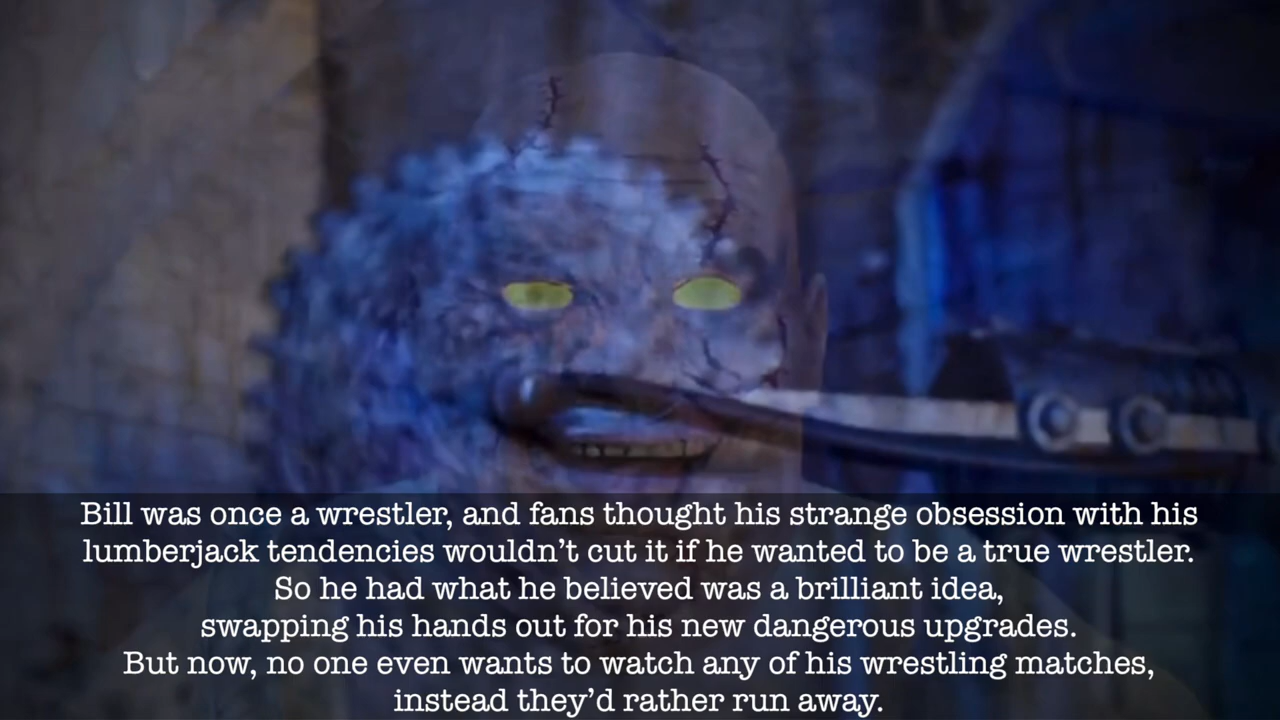 Bill was once a wrestler, and fans thought his strange obsession with his
lumberjack tendencies wouldn't cut it if he wanted to be a true wrestler.
So he had what he believed was a brilliant idea,
swapping his hands out for his new dangerous upgrades.
But now, no one even wants to watch any of his wrestling matches,
instead they'd rather run away.